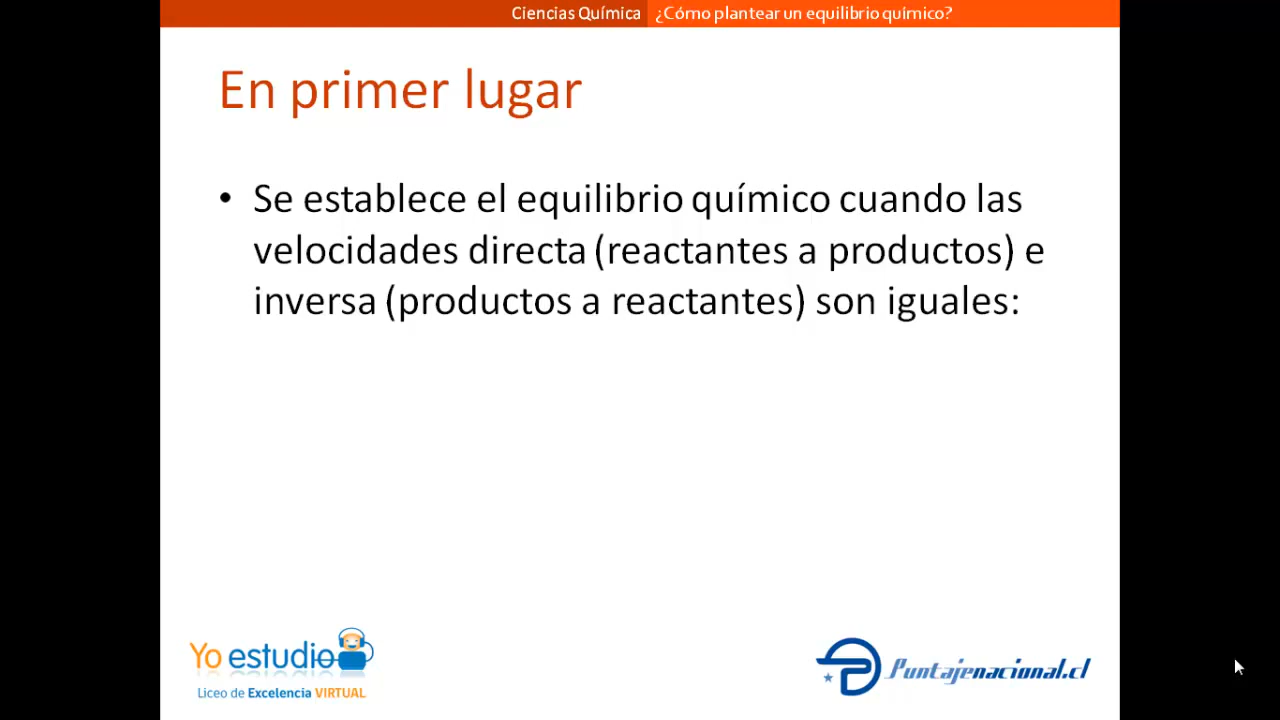 Ciencias Química ¿Cómo plantear un equilibrio químico?
En primer lugar
• Se establece el equilibrio químico cuando las
velocidades directa (reactantes a productos) e
inversa (productos a reactantes) son iguales:
Yo estudio
Liceo de Excelencia VIRTUAL
Puntajenacional.cl